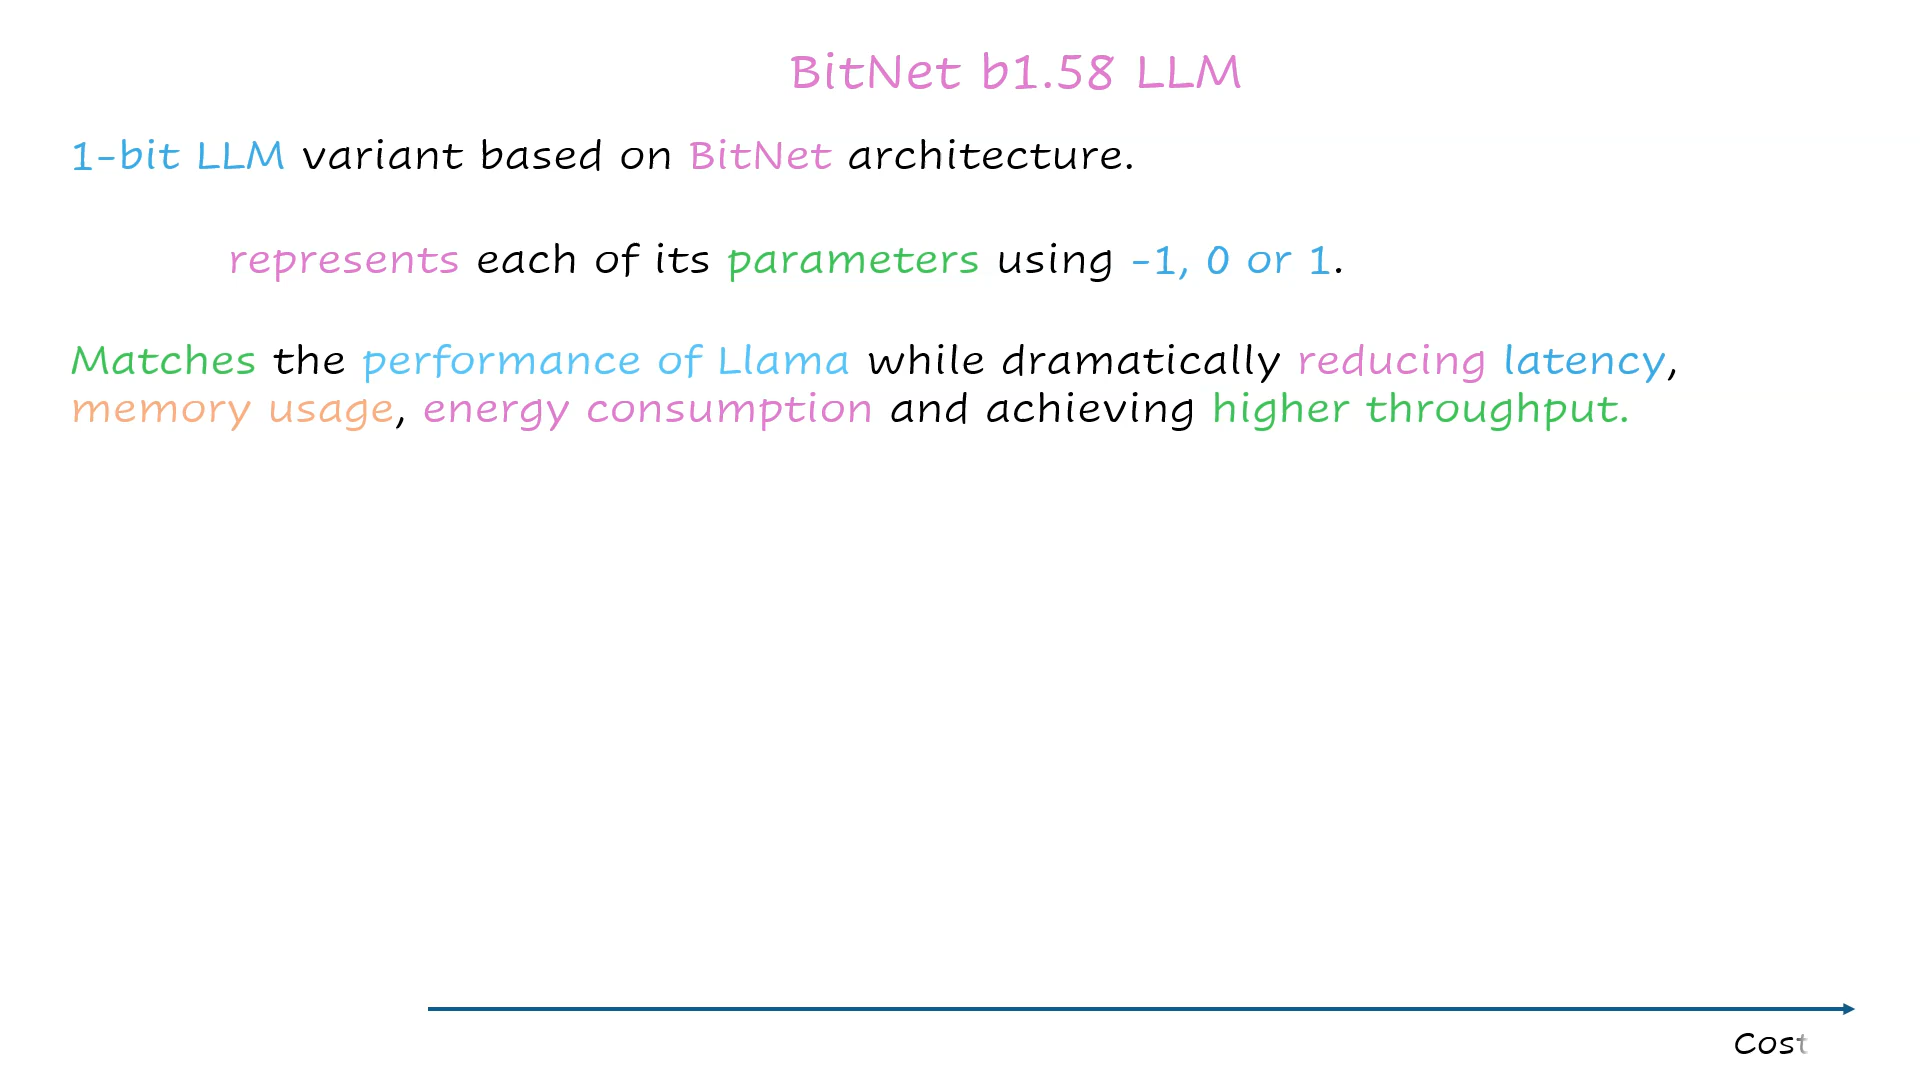 BitNet b1.58 LLM
1-bit LLM variant based on BitNet architecture.
represents each of its parameters using -1, 0 or 1.
Matches the performance of Llama while dramatically reducing latency,
memory usage, energy consumption and achieving higher throughput.
Cost